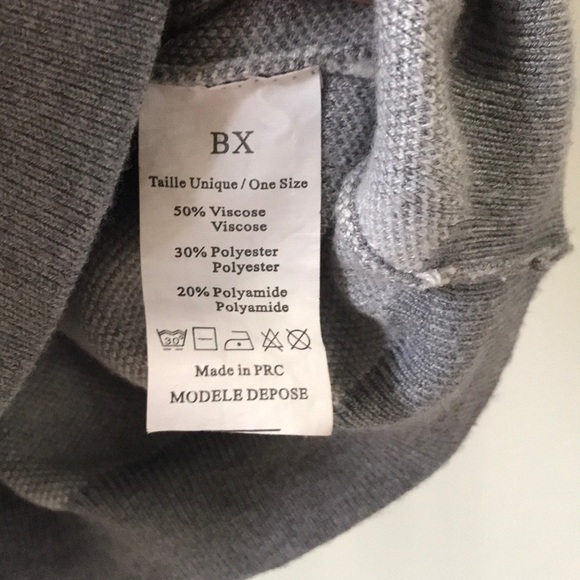 BX
Taille Unique / One Size
50% Viscose
Viscose
30% Polyester
Polyester
20% Polyamide
Polyamide
30
Made in PRC
MODELE DEPOSE